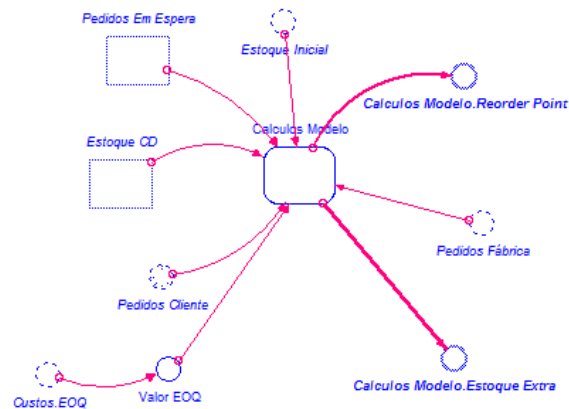 Pedidos Em Espera
Estoque Inicial
Calculos Modelo.Reorder Point
Calculos Modelo
Estoque CD
Pedidos Fábrica
Pedidos Cliente
Calculos Modelo.Estoque Extra
Custos.EOQ
Valor EOQ